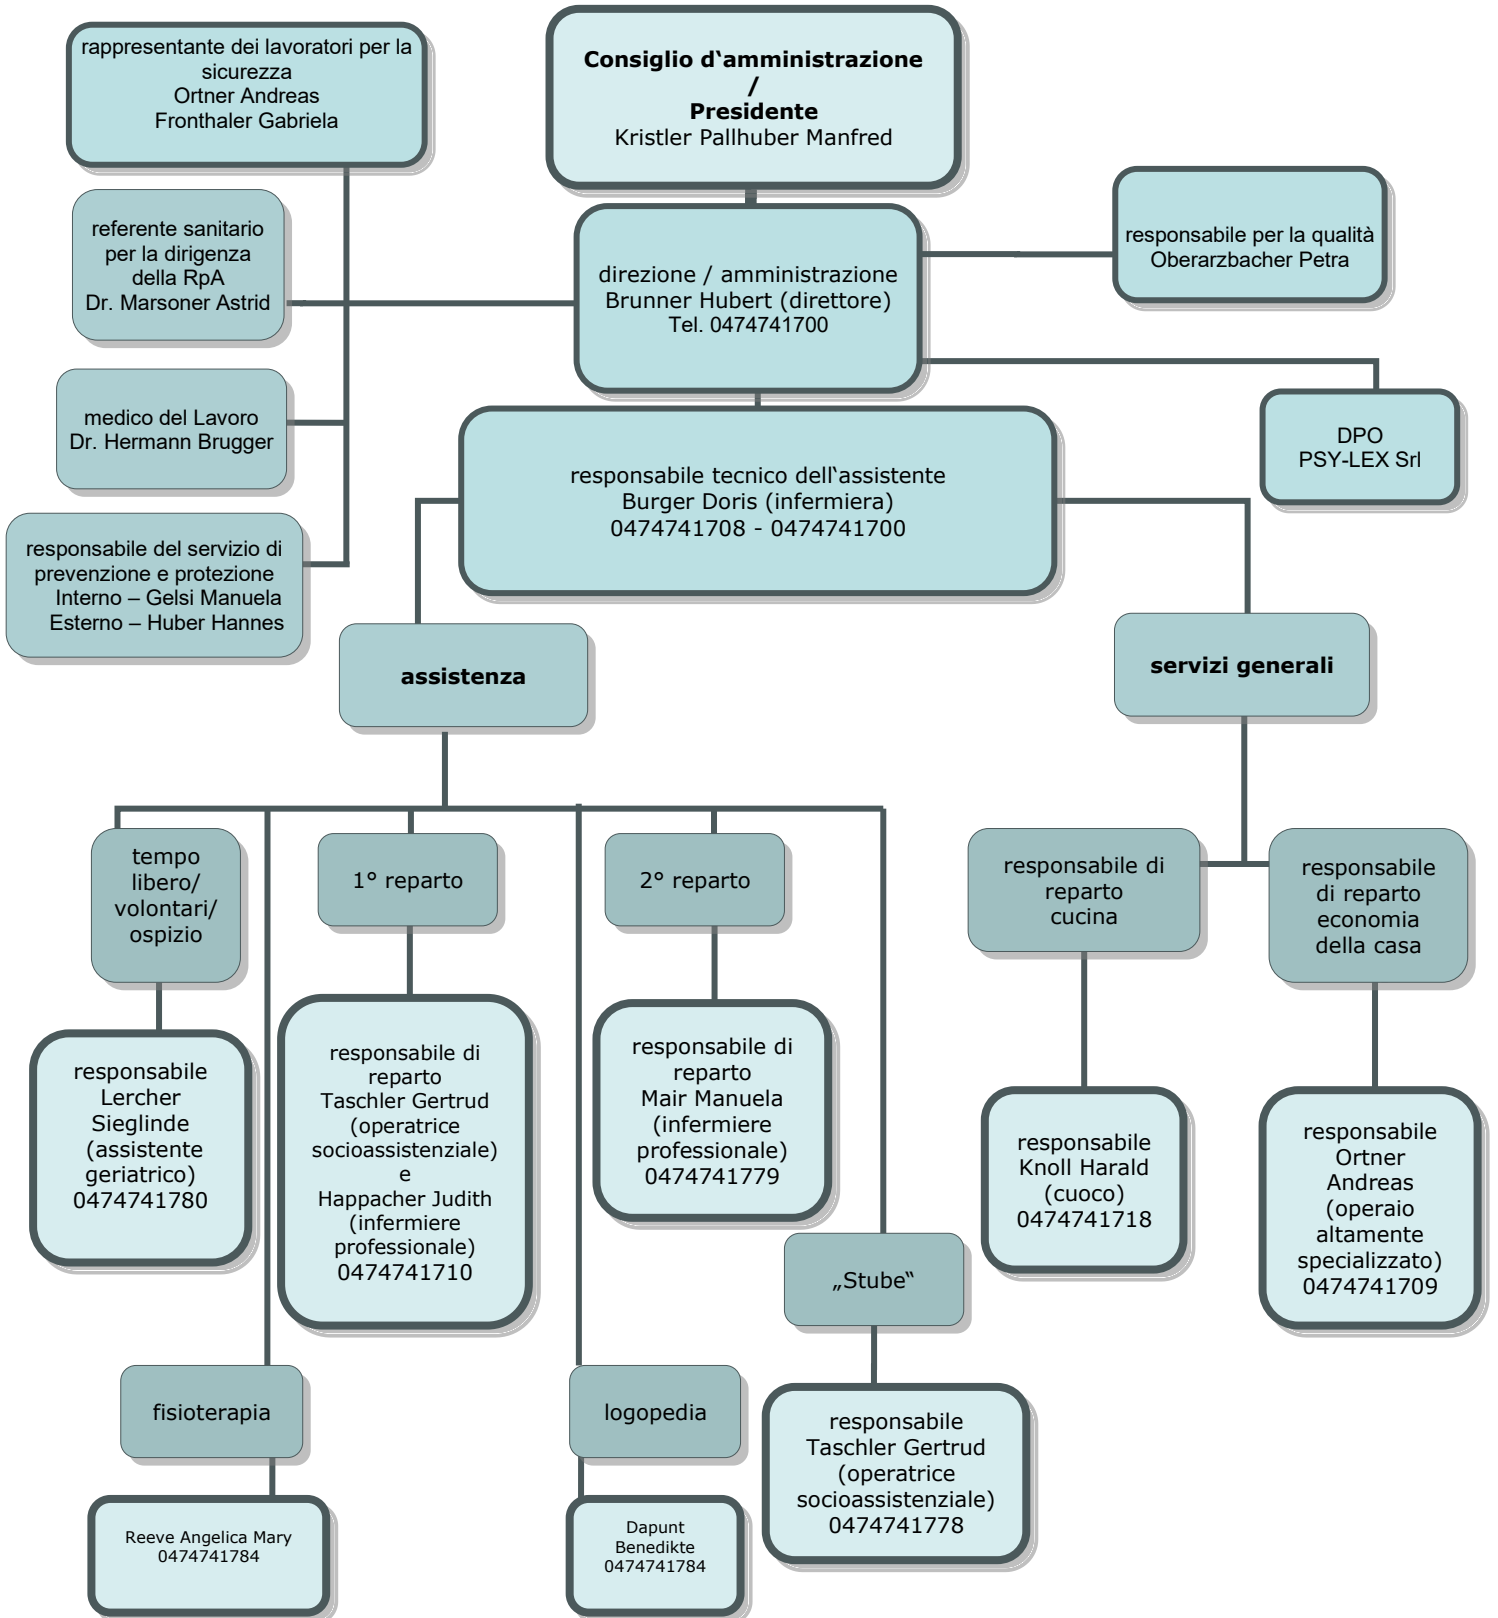 rappresentante dei lavoratori per la
sicurezza
Ortner Andreas
Fronthaler Gabriela
Consiglio d‘amministrazione
/
Presidente
Kristler Pallhuber Manfred
referente sanitario
per la dirigenza
della RpA
Dr. Marsoner Astrid
direzione / amministrazione
Brunner Hubert (direttore)
Tel. 0474741700
responsabile per la qualità
Oberarzbacher Petra
medico del Lavoro
Dr. Hermann Brugger
DPO
PSY-LEX Srl
responsabile tecnico dell‘assistente
Burger Doris (infermiera)
0474741708 - 0474741700
responsabile del servizio di
prevenzione e protezione
Interno – Gelsi Manuela
Esterno – Huber Hannes
assistenza
servizi generali
tempo
libero/
volontari/
ospizio
1° reparto
2° reparto
responsabile di
reparto
cucina
responsabile
di reparto
economia
della casa
responsabile
Lercher
Sieglinde
(assistente
geriatrico)
0474741780
responsabile di
reparto
Taschler Gertrud
(operatrice
socioassistenziale)
e
Happacher Judith
(infermiere
professionale)
0474741710
responsabile di
reparto
Mair Manuela
(infermiere
professionale)
0474741779
responsabile
Knoll Harald
(cuoco)
0474741718
responsabile
Ortner
Andreas
(operaio
altamente
specializzato)
0474741709
„Stube“
fisioterapia
logopedia
responsabile
Taschler Gertrud
(operatrice
socioassistenziale)
0474741778
Reeve Angelica Mary
0474741784
Dapunt
Benedikte
0474741784